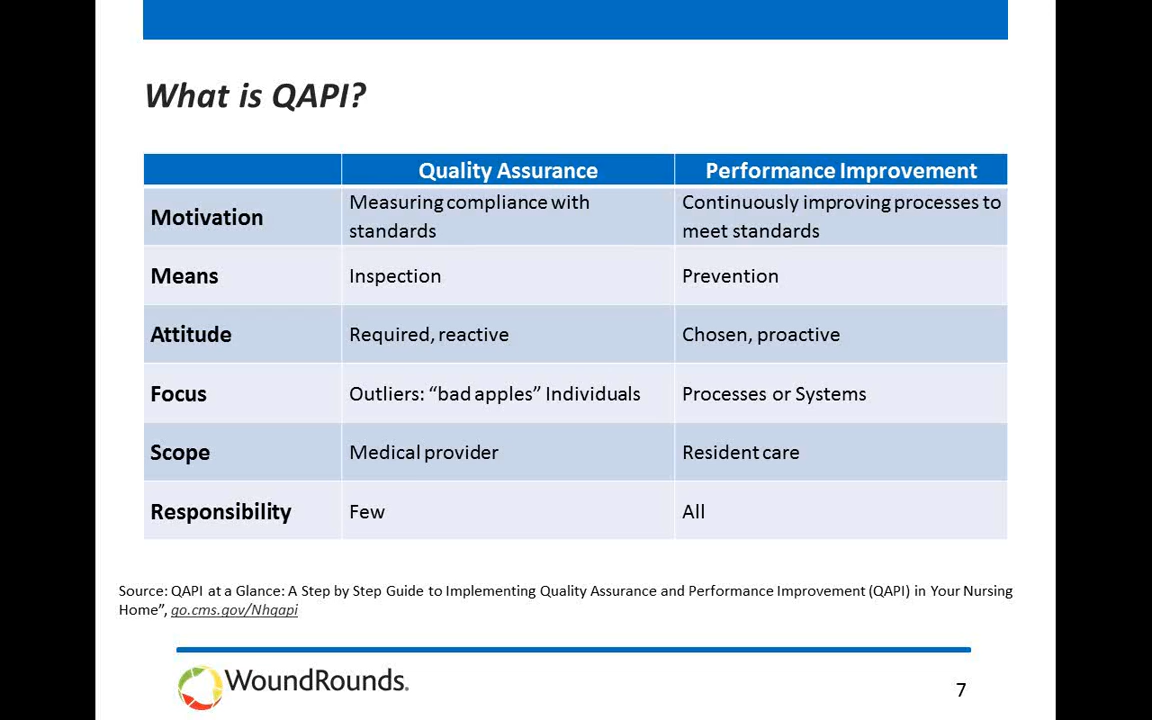 What is QAPI?
Quality Assurance Performance Improvement
Motivation Measuring compliance with standards Continuously improving processes to meet standards
Means Inspection Prevention
Attitude Required, reactive Chosen, proactive
Focus Outliers: “bad apples” Individuals Processes or Systems
Scope Medical provider Resident care
Responsibility Few All
Source: QAPI at a Glance: A Step by Step Guide to Implementing Quality Assurance and Performance Improvement (QAPI) in Your Nursing
Home”, go.cms.gov/Nhqapi
WoundRounds.
7